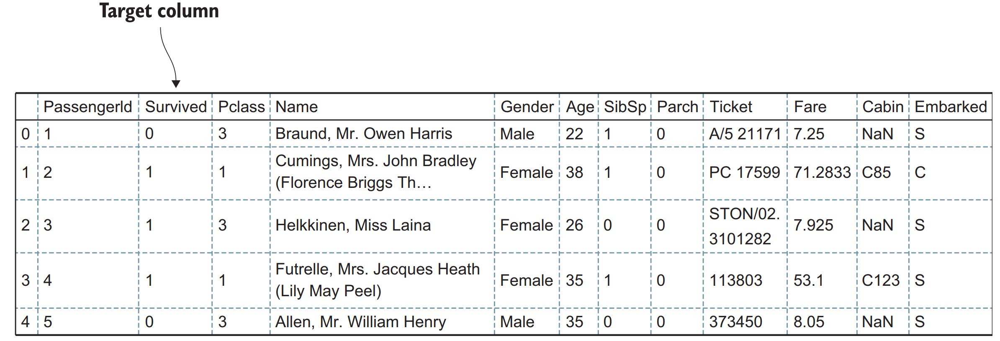 Target column
PassengerId Survived Pclass Name Gender Age SibSp Parch Ticket Fare Cabin Embarked
0 1 0 3 Braund, Mr. Owen Harris Male 22 1 0 A/5 21171 7.25 NaN S
1 2 1 1 Cumings, Mrs. John Bradley
(Florence Briggs Th… Female 38 1 0 PC 17599 71.2833 C85 C
2 3 1 3 Helkkinen, Miss Laina Female 26 0 0 STON/02.
3101282 7.925 NaN S
3 4 1 1 Futrelle, Mrs. Jacques Heath
(Lily May Peel) Female 35 1 0 113803 53.1 C123 S
4 5 0 3 Allen, Mr. William Henry Male 35 0 0 373450 8.05 NaN S